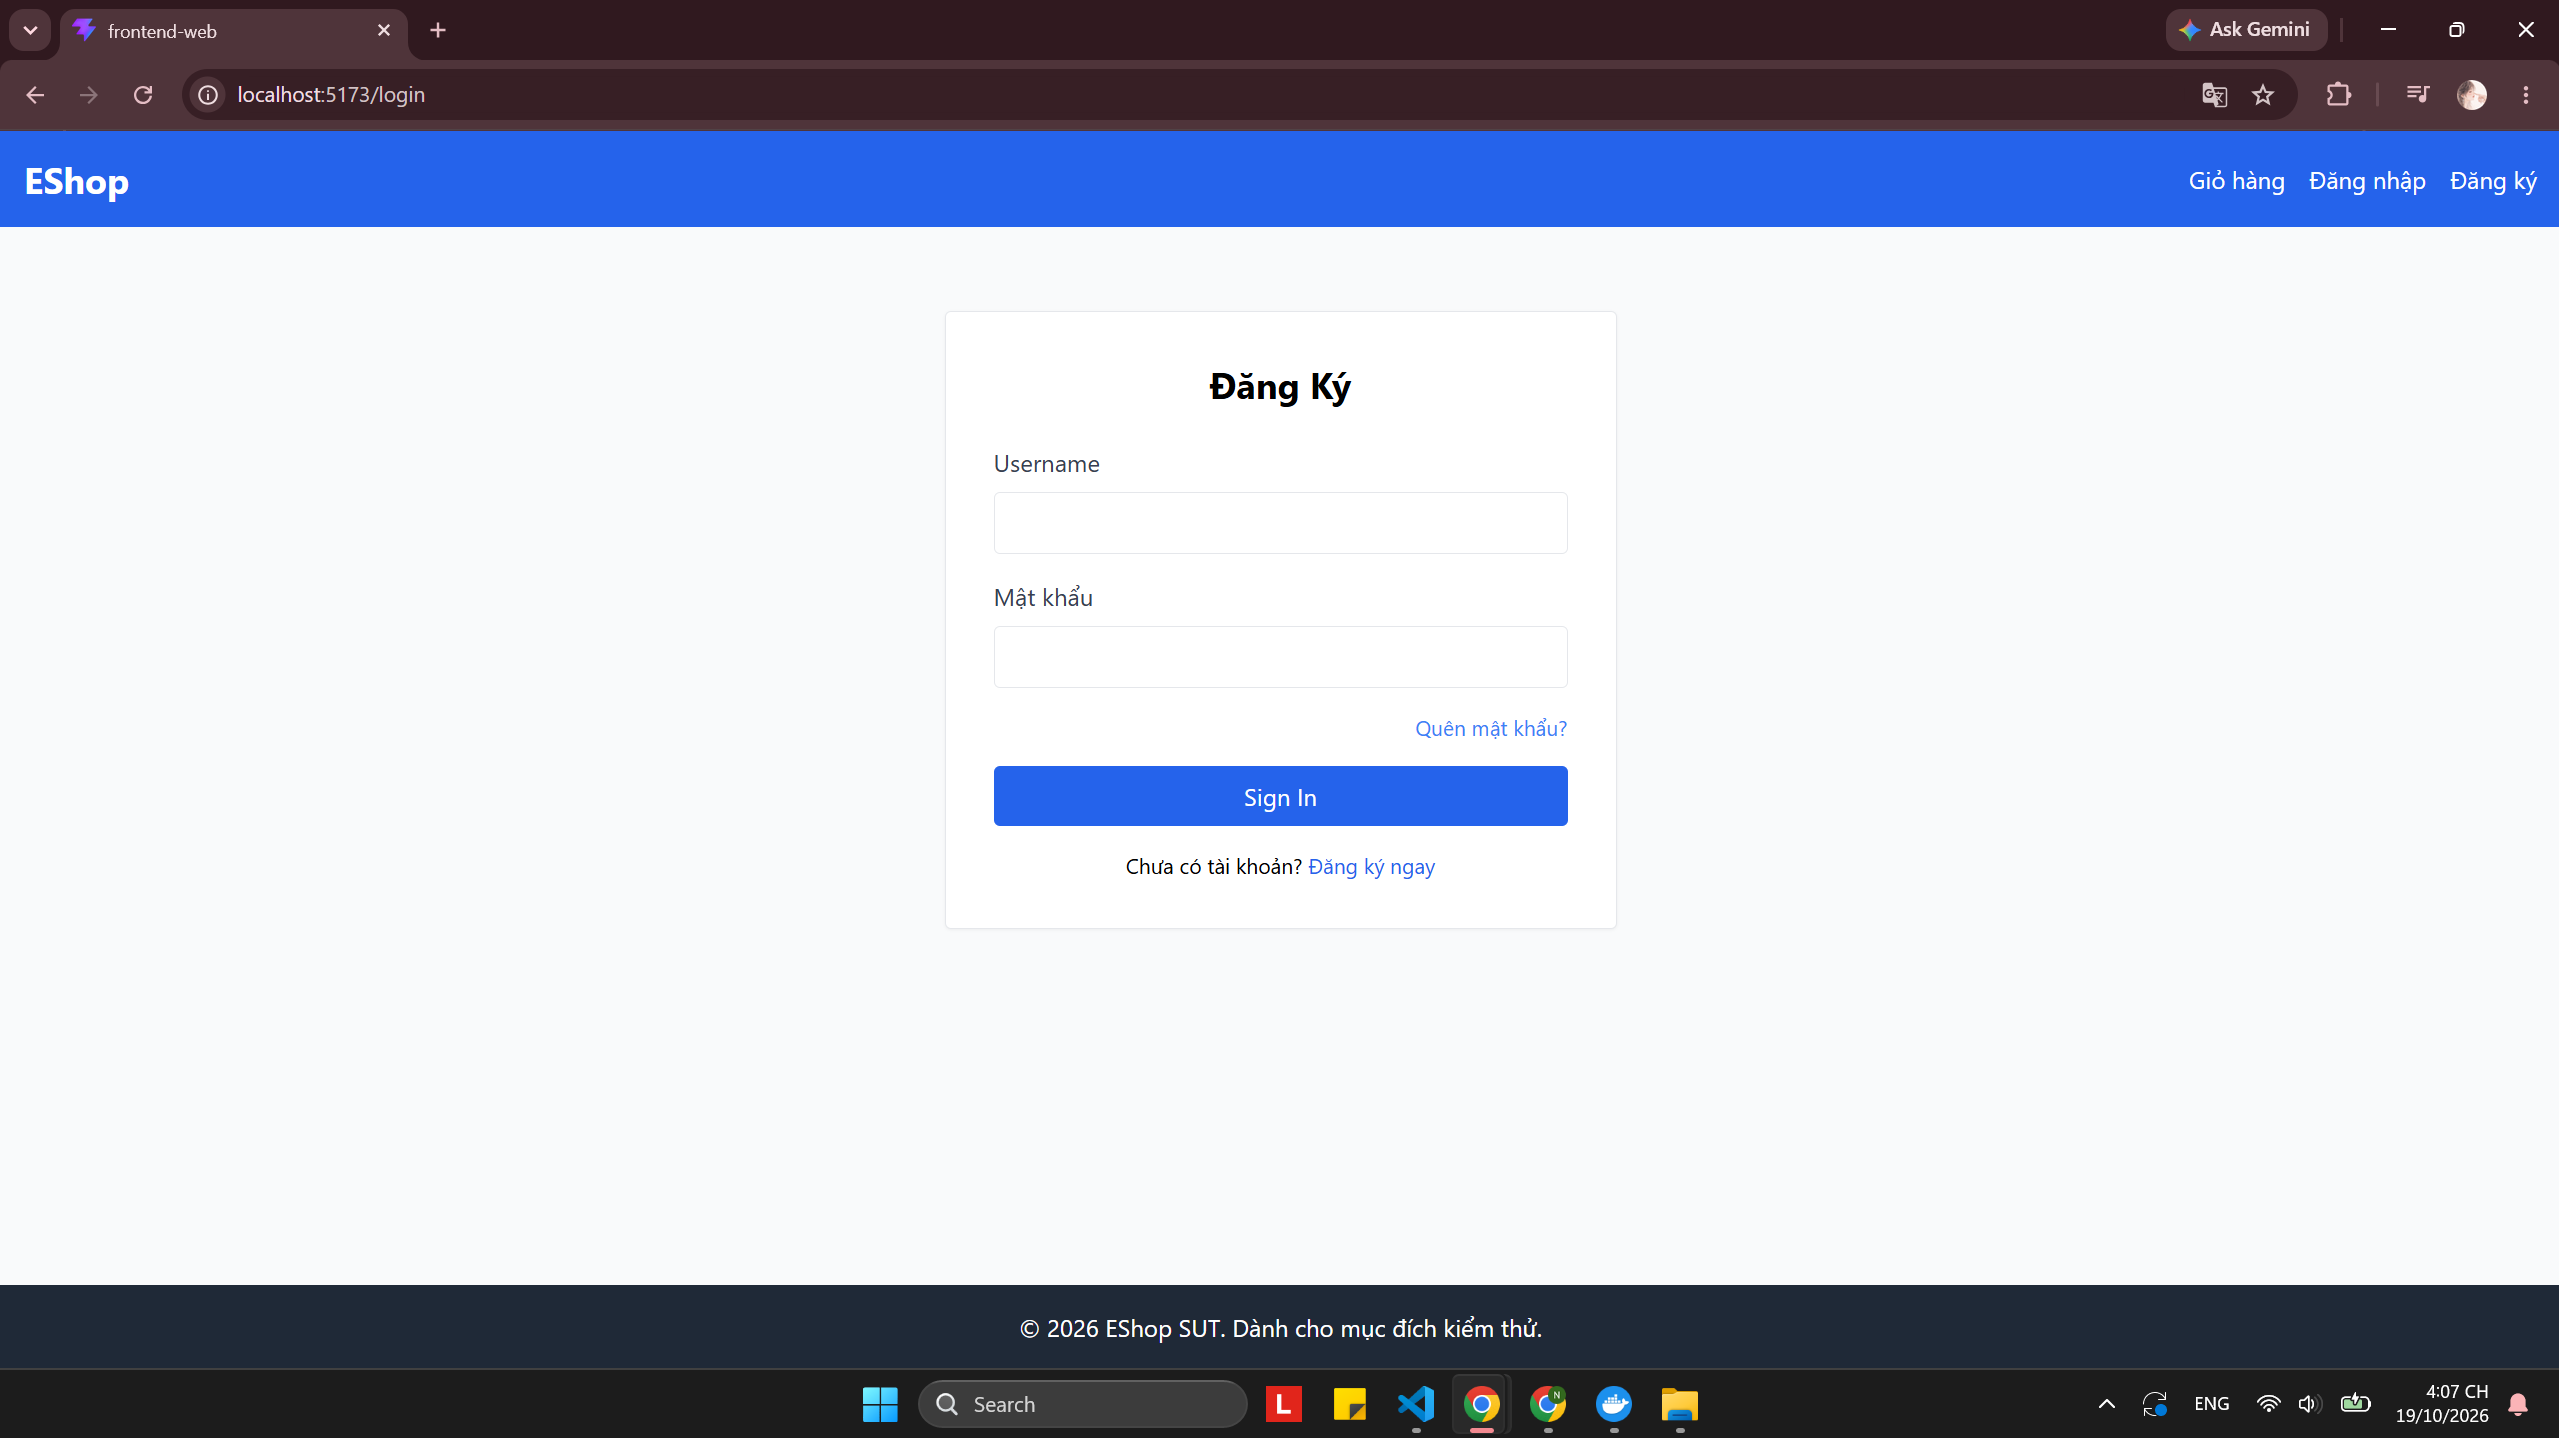 frontend-web
Ask Gemini
localhost:5173/login
EShop
Giỏ hàng Đăng nhập Đăng ký
Đăng Ký
Username
Mật khẩu
Quên mật khẩu?
Sign In
Chưa có tài khoản? Đăng ký ngay
© 2026 EShop SUT. Dành cho mục đích kiểm thử.
Search
L
N
ENG
4:07 CH
19/10/2026